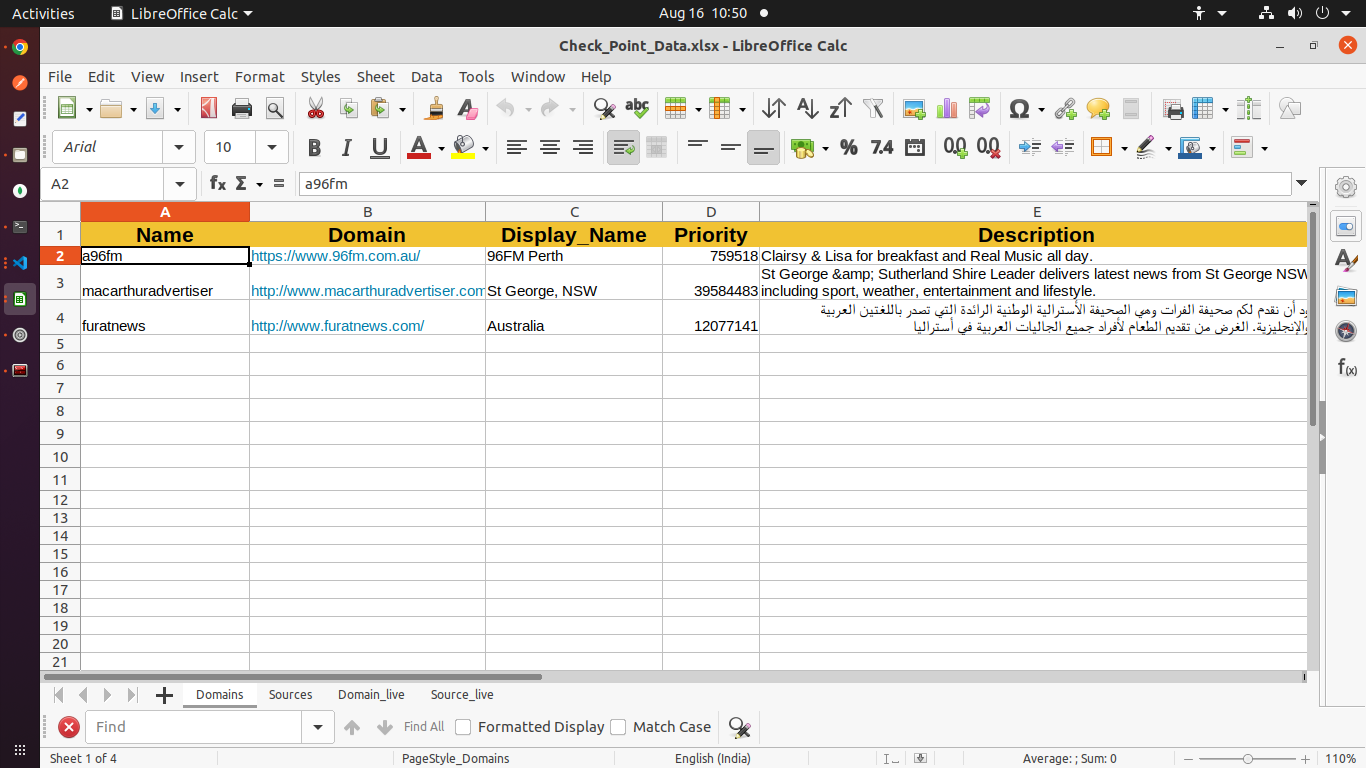 Activities LibreOffice Calc Aug 16 10:50
Check_Point_Data.xlsx - LibreOffice Calc
File Edit View Insert Format Styles Sheet Data Tools Window Help
Arial 10
A2 a96fm
A B C D E
1 Name Domain Display_Name Priority Description
2 a96fm https://www.96fm.com.au/ 96FM Perth 759518 Clairsy & Lisa for breakfast and Real Music all day.
St George &amp; Sutherland Shire Leader delivers latest news from St George NSW
3 macarthuradvertiser http://www.macarthuradvertiser.com St George, NSW 39584483 including sport, weather, entertainment and lifestyle.
أن نقدم لكم صحيفة الفرات وهي الصحيفة الأسترالية الوطنية الرائدة التي تصدر باللغتين العربية
4 furatnews http://www.furatnews.com/ Australia 12077141 والإنجليزية. الغرض من تقديم الطعام لأفراد جميع الجاليات العربية في أستراليا
5
6
7
8
9
10
11
12
13
14
15
16
17
18
19
20
21
Domains Sources Domain_live Source_live
Find Find All Formatted Display Match Case
Sheet 1 of 4 PageStyle_Domains English (India) Average: ; Sum: 0 110%